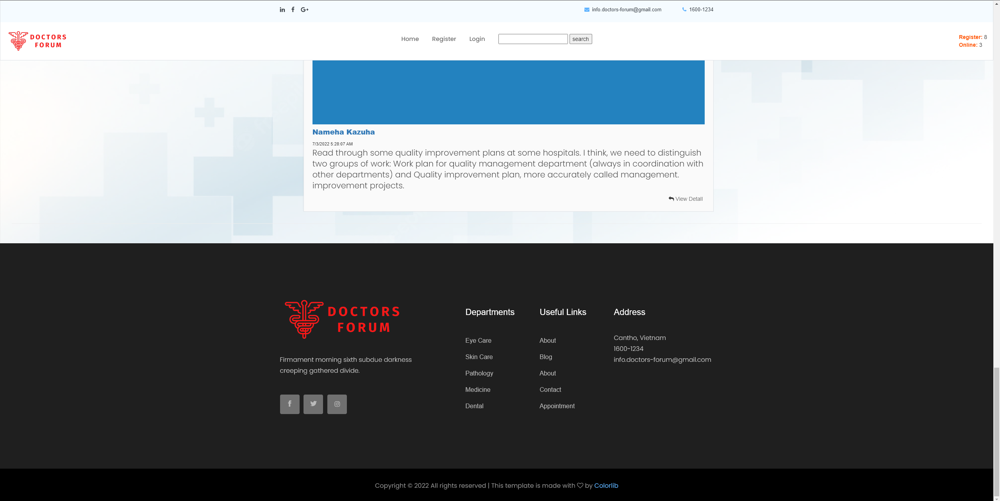 info.doctors-forum@gmail.com
1600-1234
DOCTORS
FORUM
Home
Register
Login
search
Register: 8
Online: 3
Nameha Kazuha
7/3/2022 5:28:07 AM
Read through some quality improvement plans at some hospitals. I think, we need to distinguish
two groups of work: Work plan for quality management department (always in coordination with
other departments) and Quality improvement plan, more accurately called management.
improvement projects.
View Detall
DOCTORS
FORUM
Firmament morning sixth subdue darkness
creeping gathered divide.
Departments
Eye Care
Skin Care
Pathology
Medicine
Dental
Useful Links
About
Blog
About
Contact
Appointment
Address
Cantho, Vietnam
1600-1234
info.doctors-forum@gmail.com
Copyright © 2022 All rights reserved | This template is made with ♡ by Colorlib